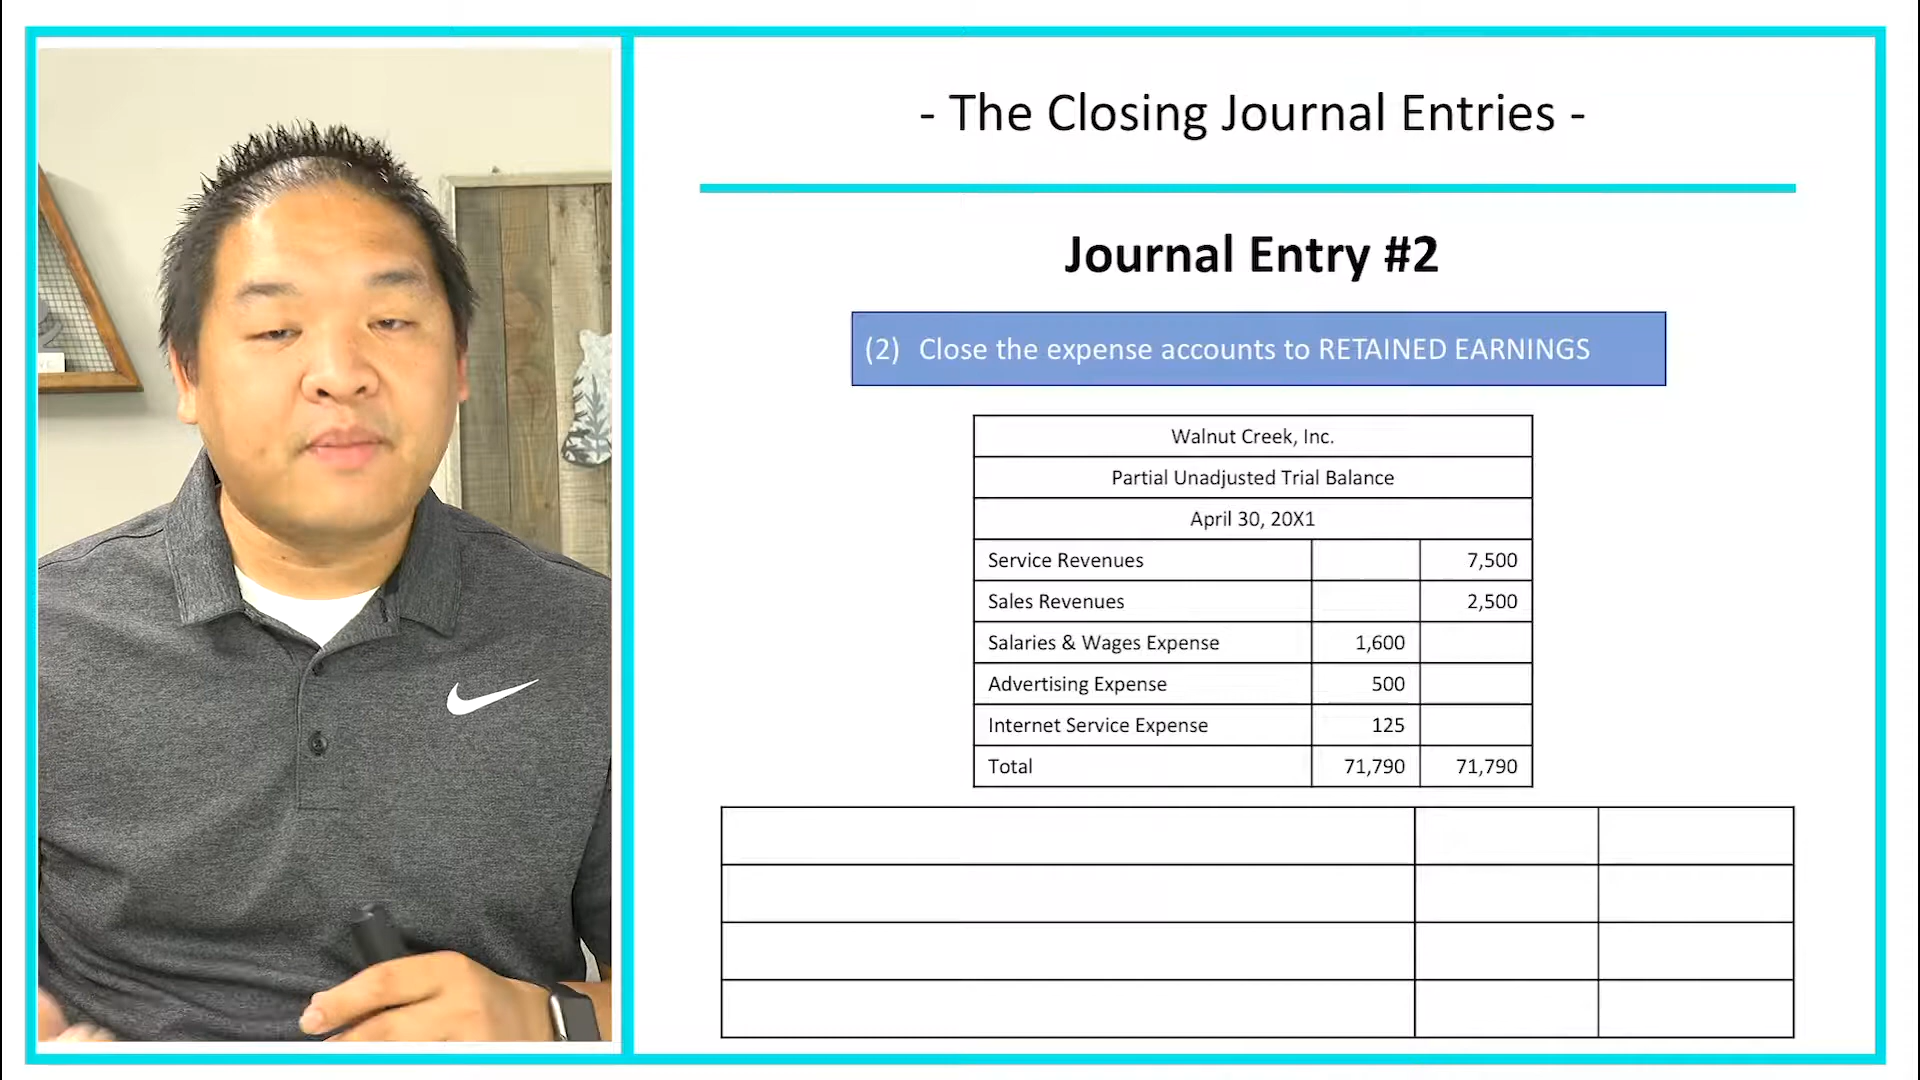 - The Closing Journal Entries -
Journal Entry #2
(2) Close the expense accounts to RETAINED EARNINGS
Walnut Creek, Inc.
Partial Unadjusted Trial Balance
April 30, 20X1
Service Revenues 7,500
Sales Revenues 2,500
Salaries & Wages Expense 1,600
Advertising Expense 500
Internet Service Expense 125
Total 71,790 71,790